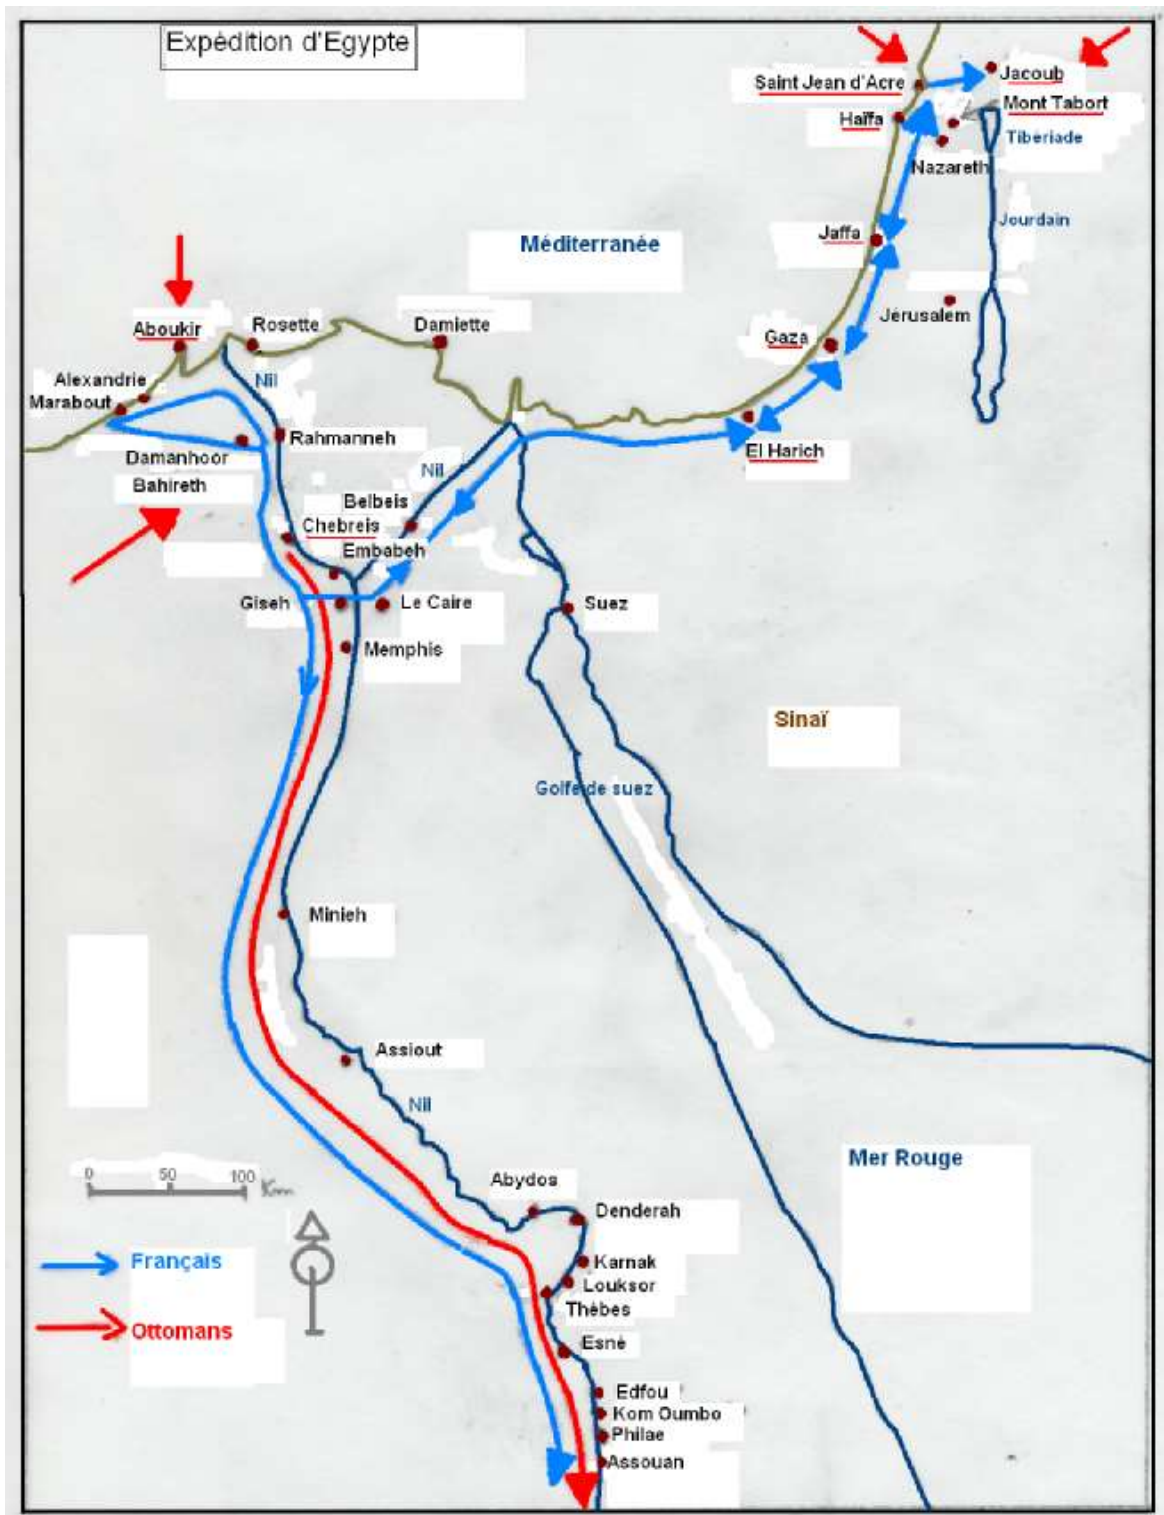 Expédition d'Egypte
Saint Jean d'Acre
Jacoub
Mont Tabort
Haïfa
Tibériade
Nazareth
Jourdain
Jaffa
Méditerranée
Jérusalem
Aboukir
Rosette
Damiette
Gaza
Alexandrie
Nil
Marabout
Rahmanneh
El Harich
Damanhoor
Nil
Bahireth
Belbeis
Chebreis
Embabeh
Giseh
Le Caire
Suez
Memphis
Sinaï
Golfe de suez
Minieh
Assiout
Nil
Mer Rouge
0 50 100 Km
Abydos
Denderah
Français
Karnak
Louksor
Thèbes
Ottomans
Esné
Edfou
Kom Oumbo
Philae
Assouan